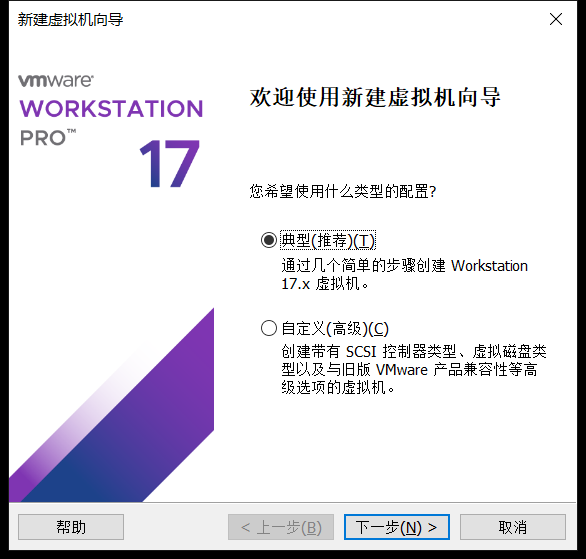 新建虚拟机向导
vmware®
WORKSTATION
PRO™
17
欢迎使用新建虚拟机向导
您希望使用什么类型的配置?
典型(推荐)(T)
通过几个简单的步骤创建 Workstation
17.x 虚拟机。
自定义(高级)(C)
创建带有 SCSI 控制器类型、虚拟磁盘类
型以及与旧版 VMware 产品兼容性等高
级选项的虚拟机。
帮助
< 上一步(B)
下一步(N) >
取消